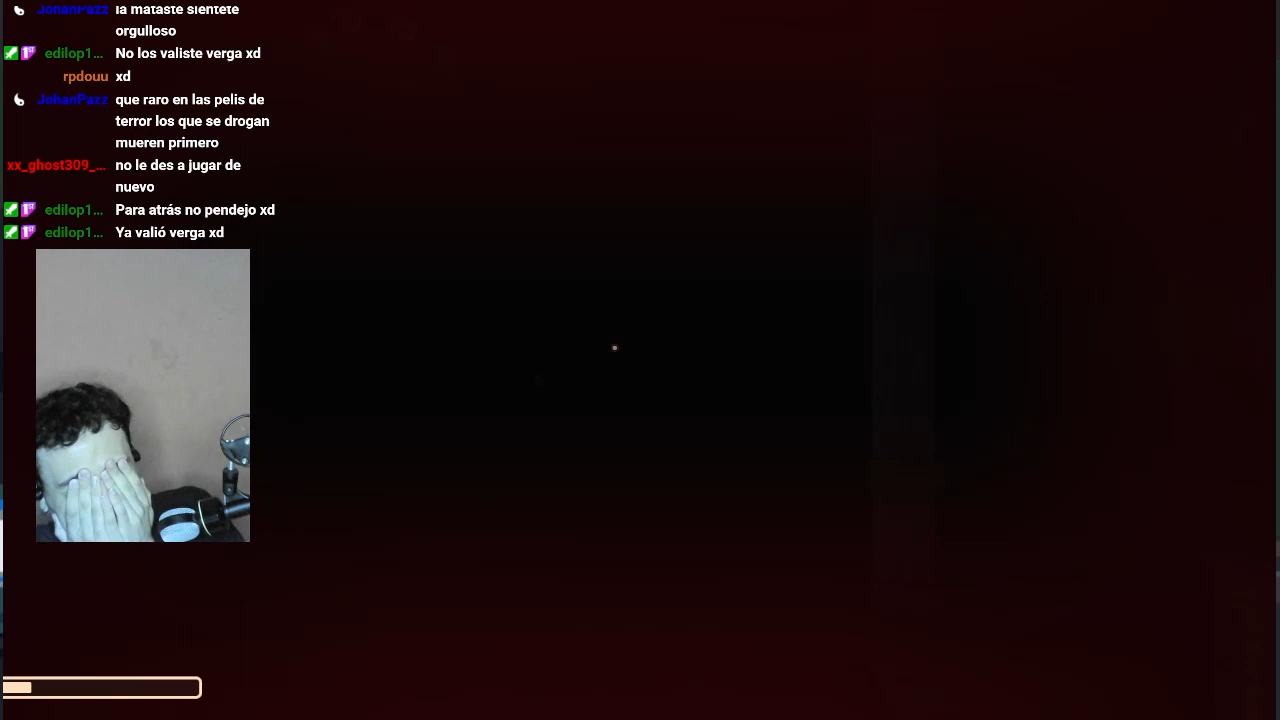 JohanPazz la mataste siéntete
orgulloso
edilop1... No los valiste verga xd
rpdouu xd
JohanPazz que raro en las pelis de
terror los que se drogan
mueren primero
xx_ghost309_... no le des a jugar de
nuevo
edilop1... Para atrás no pendejo xd
edilop1... Ya valió verga xd